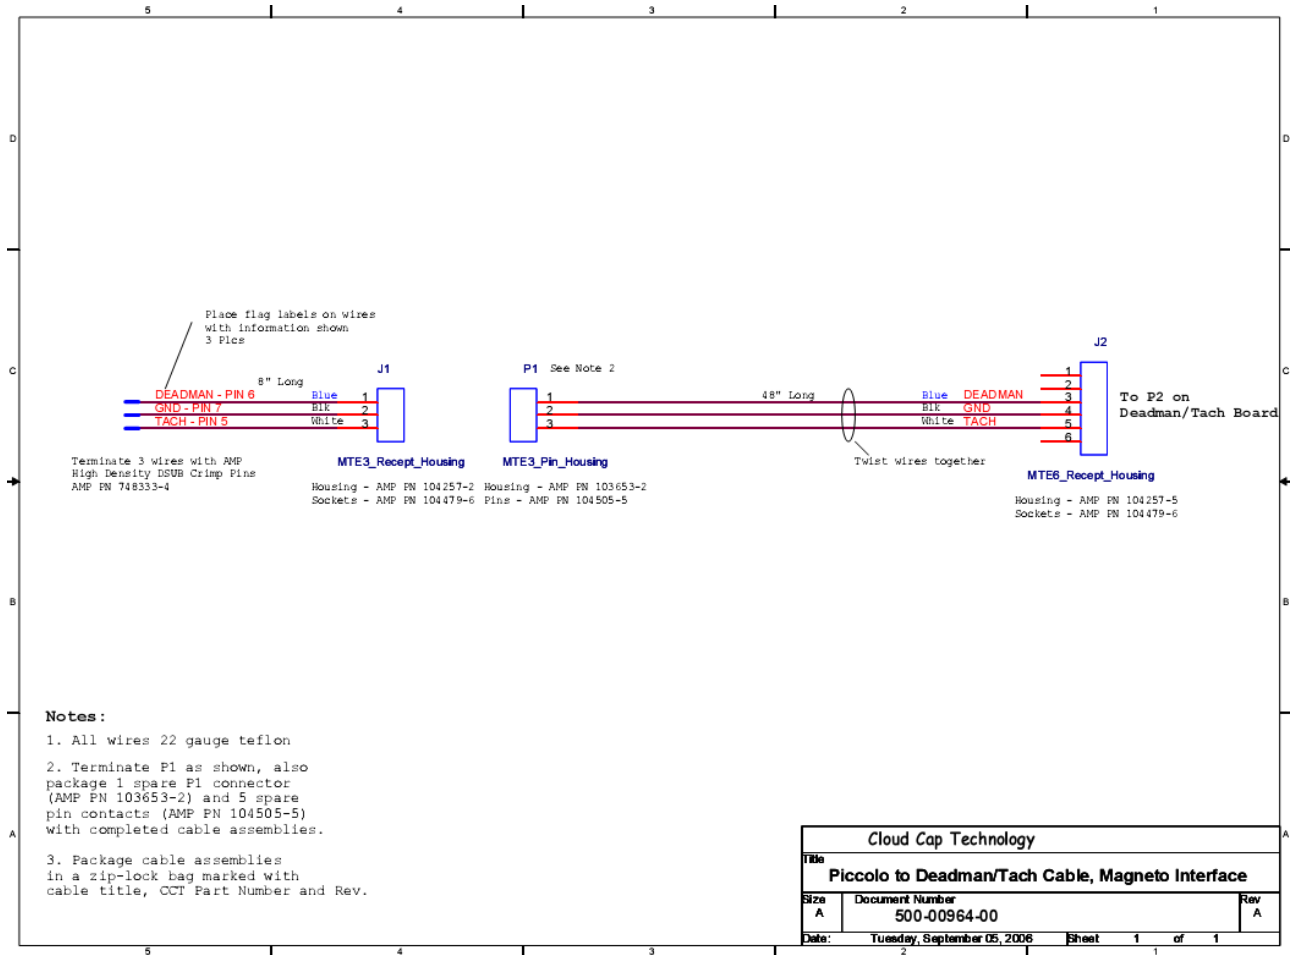 5 4 3 2 1
D D
Place flag labels on wires
with information shown
3 Plcs
C C
J1
P1 See Note 2
J2
8" Long
48" Long
DEADMAN - PIN 6 Blue 1
GND - PIN 7 Blk 2
TACH - PIN 5 White 3
1
2
3
Blue DEADMAN
Blk GND
White TACH
1
2
3
4
5
6
To P2 on
Deadman/Tach Board
Twist wires together
Terminate 3 wires with AMP
High Density DSUB Crimp Pins
AMP PN 748333-4
MTE3_Recept_Housing
Housing - AMP PN 104257-2
Sockets - AMP PN 104479-6
MTE3_Pin_Housing
Housing - AMP PN 103653-2
Pins - AMP PN 104505-5
MTE6_Recept_Housing
Housing - AMP PN 104257-5
Sockets - AMP PN 104479-6
B B
Notes:
1. All wires 22 gauge teflon
2. Terminate P1 as shown, also
package 1 spare P1 connector
(AMP PN 103653-2) and 5 spare
pin contacts (AMP PN 104505-5)
with completed cable assemblies.
3. Package cable assemblies
in a zip-lock bag marked with
cable title, CCT Part Number and Rev.
A A
Cloud Cap Technology
Title
Piccolo to Deadman/Tach Cable, Magneto Interface
Size Document Number Rev
A 500-00964-00 A
Date: Tuesday, September 05, 2006 Sheet 1 of 1
5 4 3 2 1